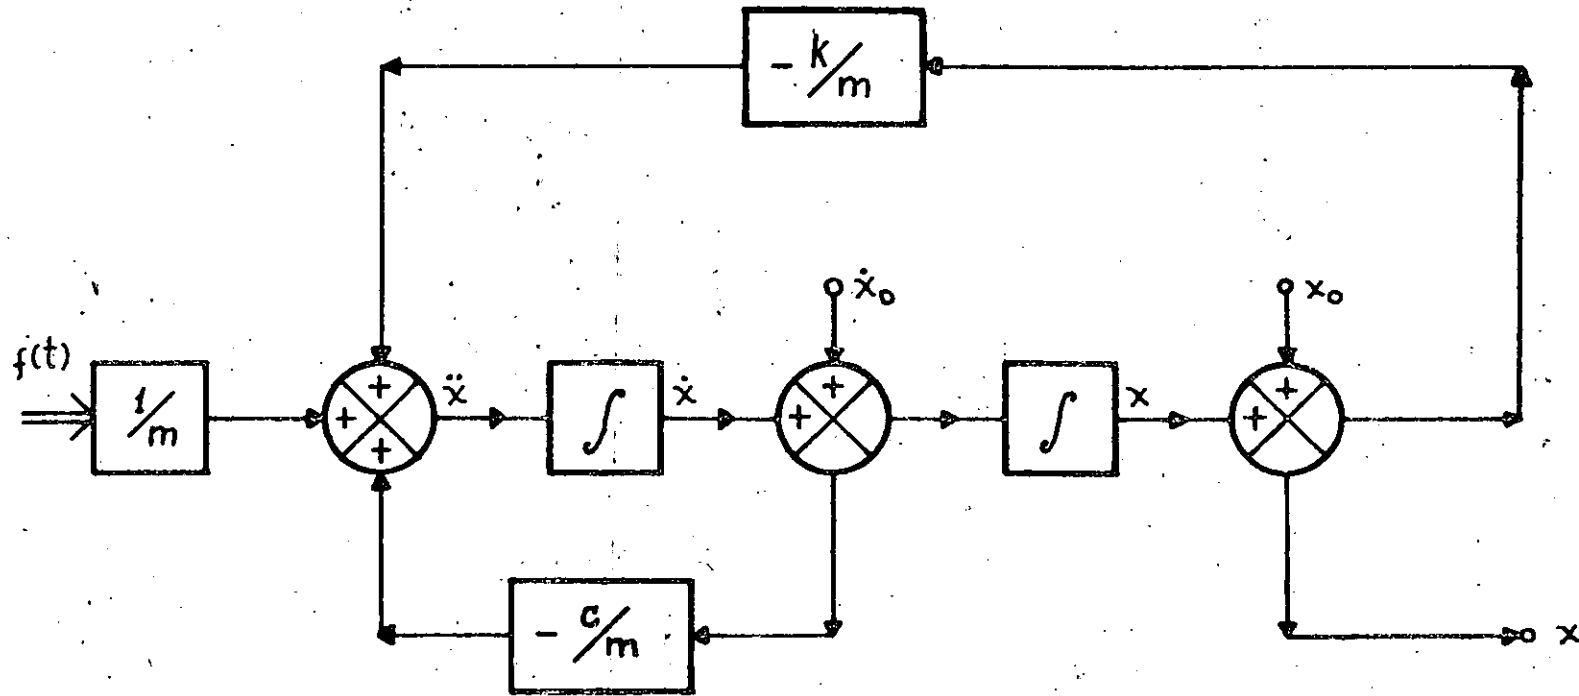 - k/m
ẋ₀
x₀
f(t)
1/m
+
+
+
ẍ
∫
ẋ
+
+
∫
x
+
+
- c/m
x